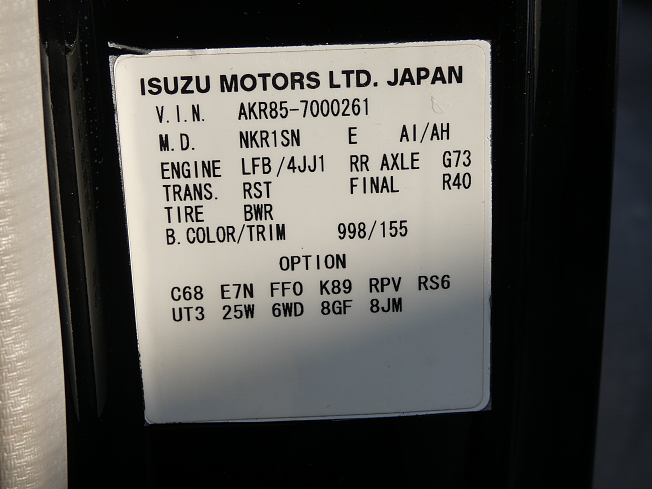 ISUZU MOTORS LTD. JAPAN
V.I.N. AKR85-7000261
M.D. NKR1SN E AI/AH
ENGINE LFB/4JJ1 RR AXLE G73
TRANS. RST FINAL R40
TIRE BWR
B.COLOR/TRIM 998/155
OPTION
C68 E7N FF0 K89 RPV RS6
UT3 25W 6WD 8GF 8JM